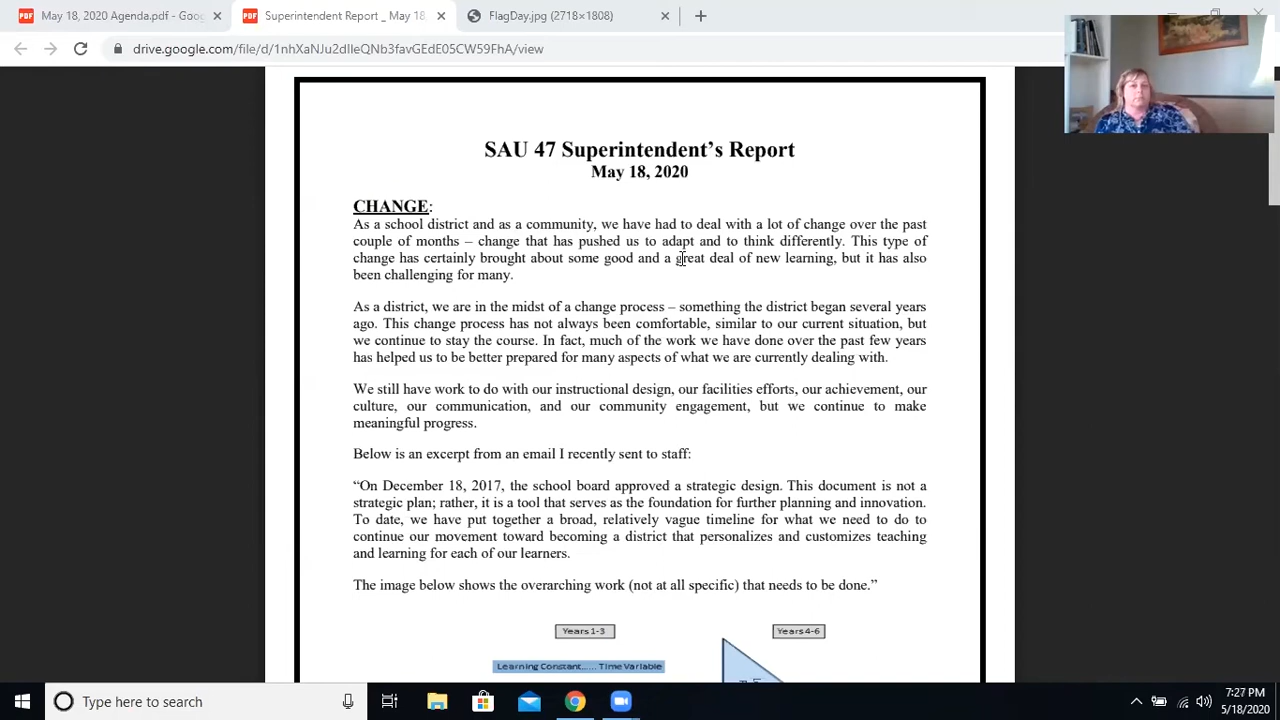 May 18, 2020 Agenda.pdf - Goo
Superintendent Report _ May 18,
FlagDay.jpg (2718×1808)
drive.google.com/file/d/1nhXaNJu2dIleQNb3favGEdE05CW59FhA/view
SAU 47 Superintendent's Report
May 18, 2020
CHANGE:
As a school district and as a community, we have had to deal with a lot of change over the past
couple of months – change that has pushed us to adapt and to think differently. This type of
change has certainly brought about some good and a great deal of new learning, but it has also
been challenging for many.
As a district, we are in the midst of a change process – something the district began several years
ago. This change process has not always been comfortable, similar to our current situation, but
we continue to stay the course. In fact, much of the work we have done over the past few years
has helped us to be better prepared for many aspects of what we are currently dealing with.
We still have work to do with our instructional design, our facilities efforts, our achievement, our
culture, our communication, and our community engagement, but we continue to make
meaningful progress.
Below is an excerpt from an email I recently sent to staff:
“On December 18, 2017, the school board approved a strategic design. This document is not a
strategic plan; rather, it is a tool that serves as the foundation for further planning and innovation.
To date, we have put together a broad, relatively vague timeline for what we need to do to
continue our movement toward becoming a district that personalizes and customizes teaching
and learning for each of our learners.
The image below shows the overarching work (not at all specific) that needs to be done.”
Years 1-3
Years 4-6
Learning Constant..... Time Variable
Type here to search
7:27 PM
5/18/2020